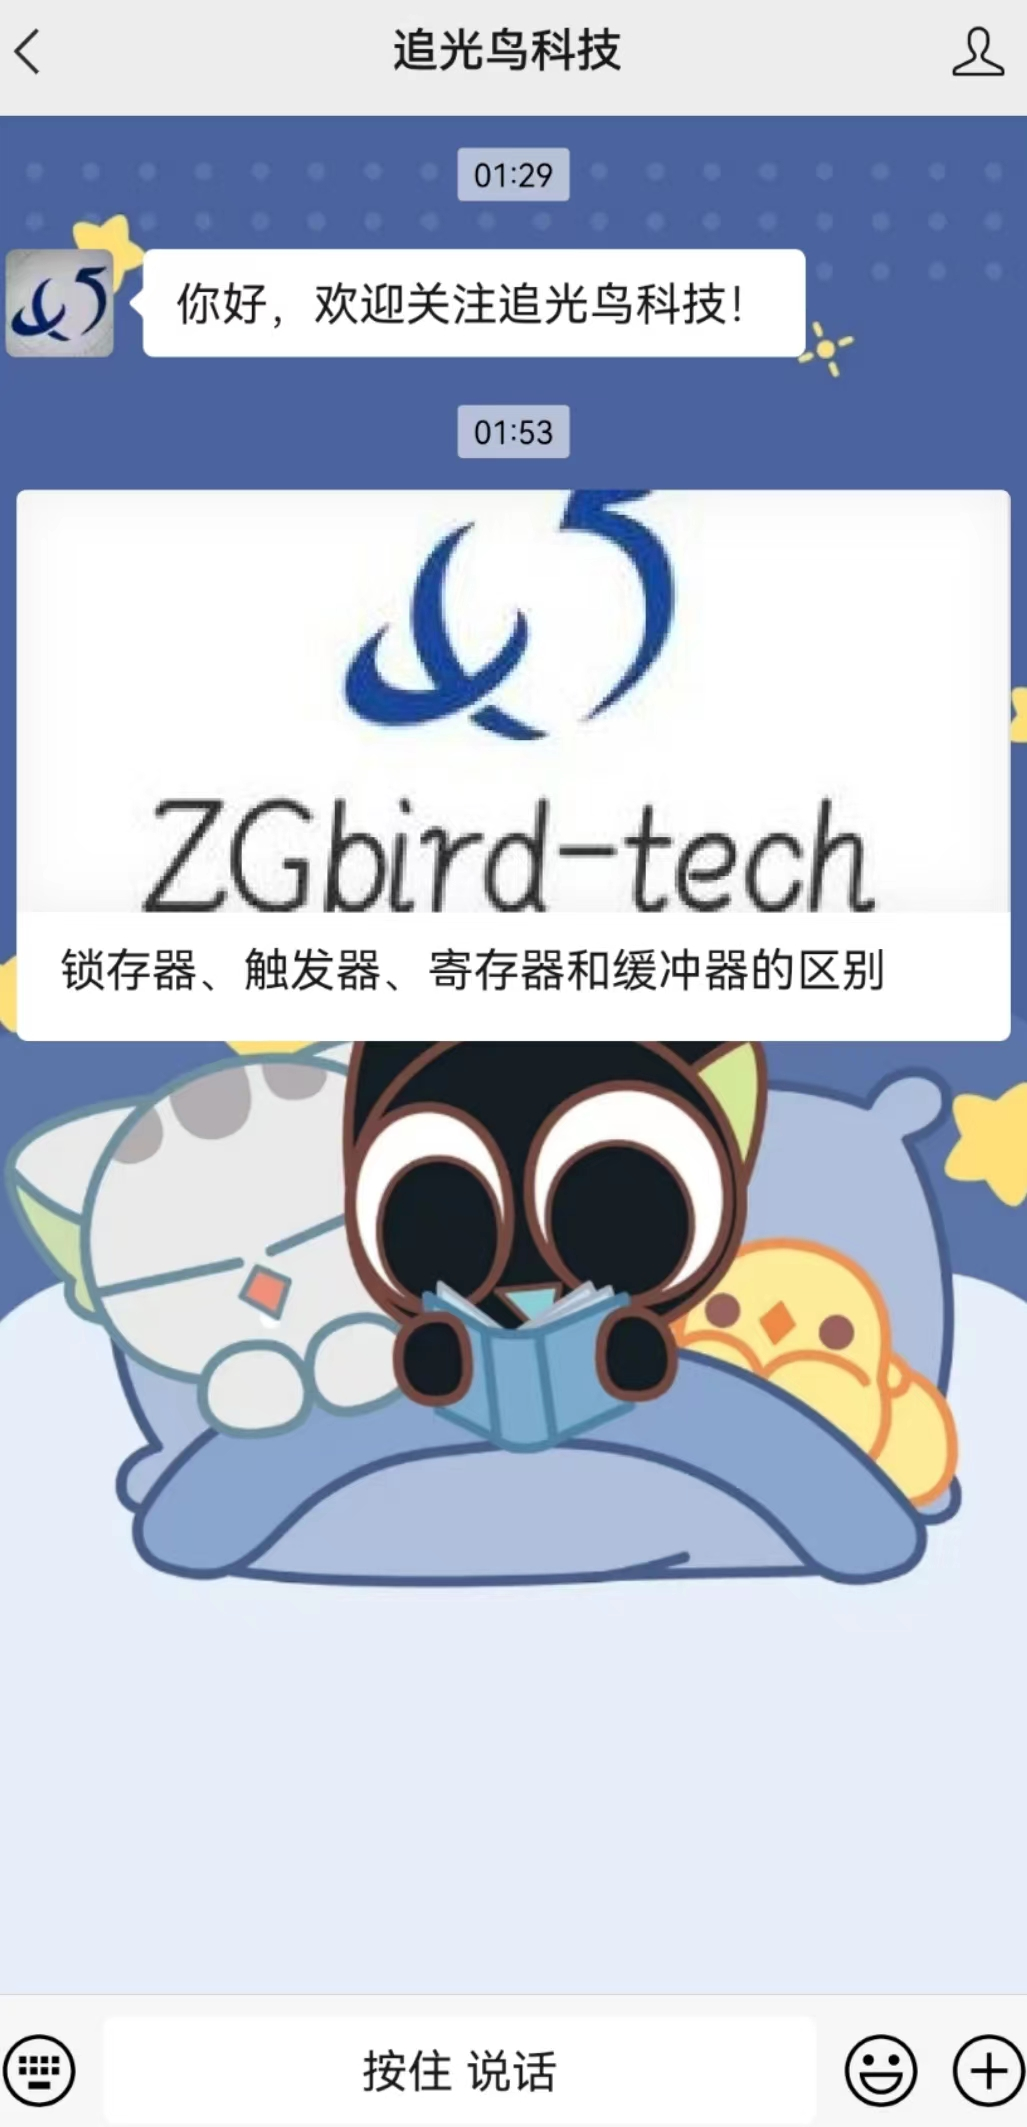 追光鸟科技
01:29
你好，欢迎关注追光鸟科技！
01:53
ZGbird-tech
锁存器、触发器、寄存器和缓冲器的区别
按住 说话